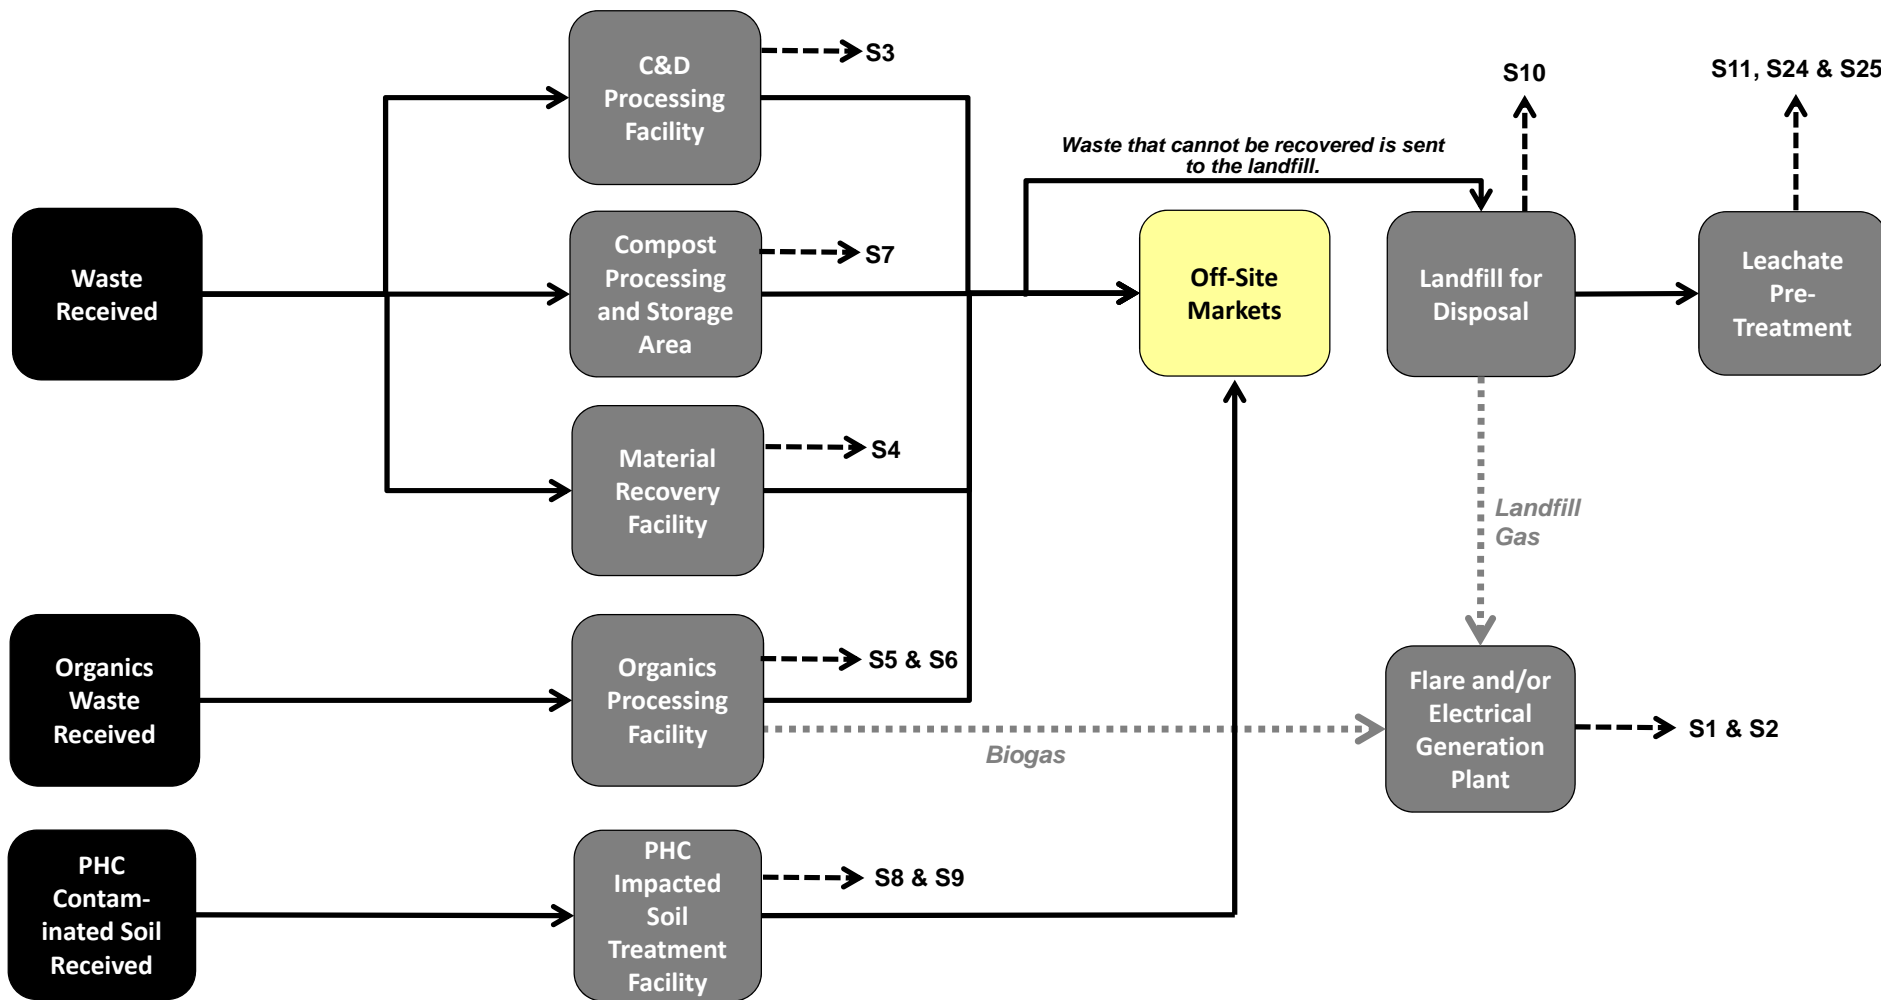 C&D
Processing
Facility
S3
S10
S11, S24 & S25
Waste that cannot be recovered is sent
to the landfill.
Waste
Received
Compost
Processing
and Storage
Area
S7
Off-Site
Markets
Landfill for
Disposal
Leachate
Pre-
Treatment
Material
Recovery
Facility
S4
Landfill
Gas
Organics
Waste
Received
Organics
Processing
Facility
S5 & S6
Biogas
Flare and/or
Electrical
Generation
Plant
S1 & S2
PHC
Contam-
inated Soil
Received
PHC
Impacted
Soil
Treatment
Facility
S8 & S9